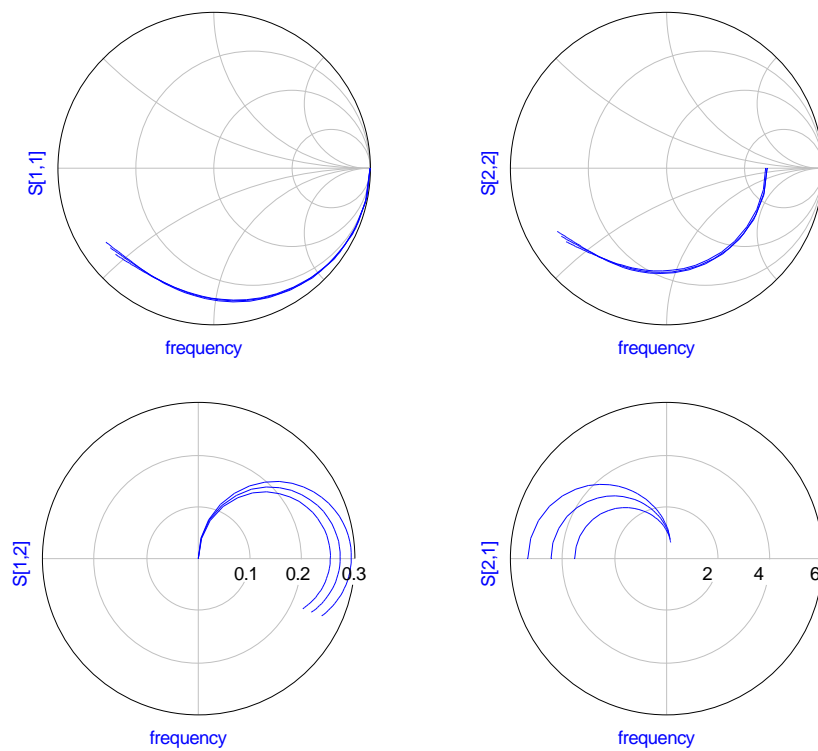 S[1,1]
frequency
S[2,2]
frequency
S[1,2]
0.1 0.2 0.3
frequency
S[2,1]
2 4 6
frequency